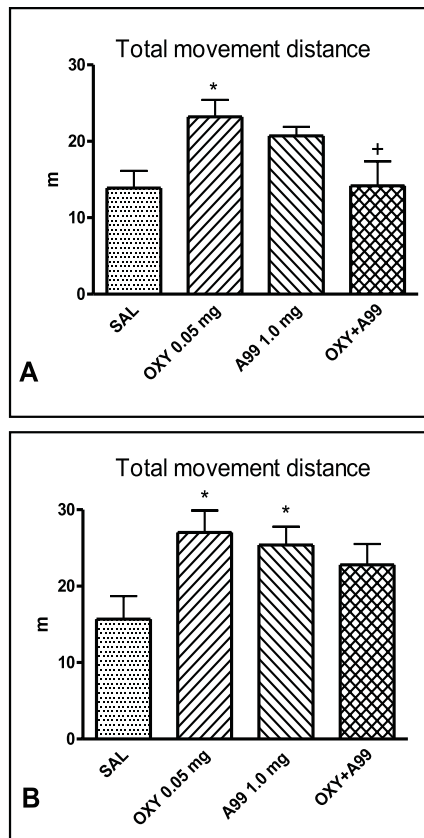 Total movement distance
30
*
+
20
m
10
0
SAL
OXY 0.05 mg
A99 1.0 mg
OXY+A99
A
Total movement distance
30
*
*
20
m
10
0
SAL
OXY 0.05 mg
A99 1.0 mg
OXY+A99
B